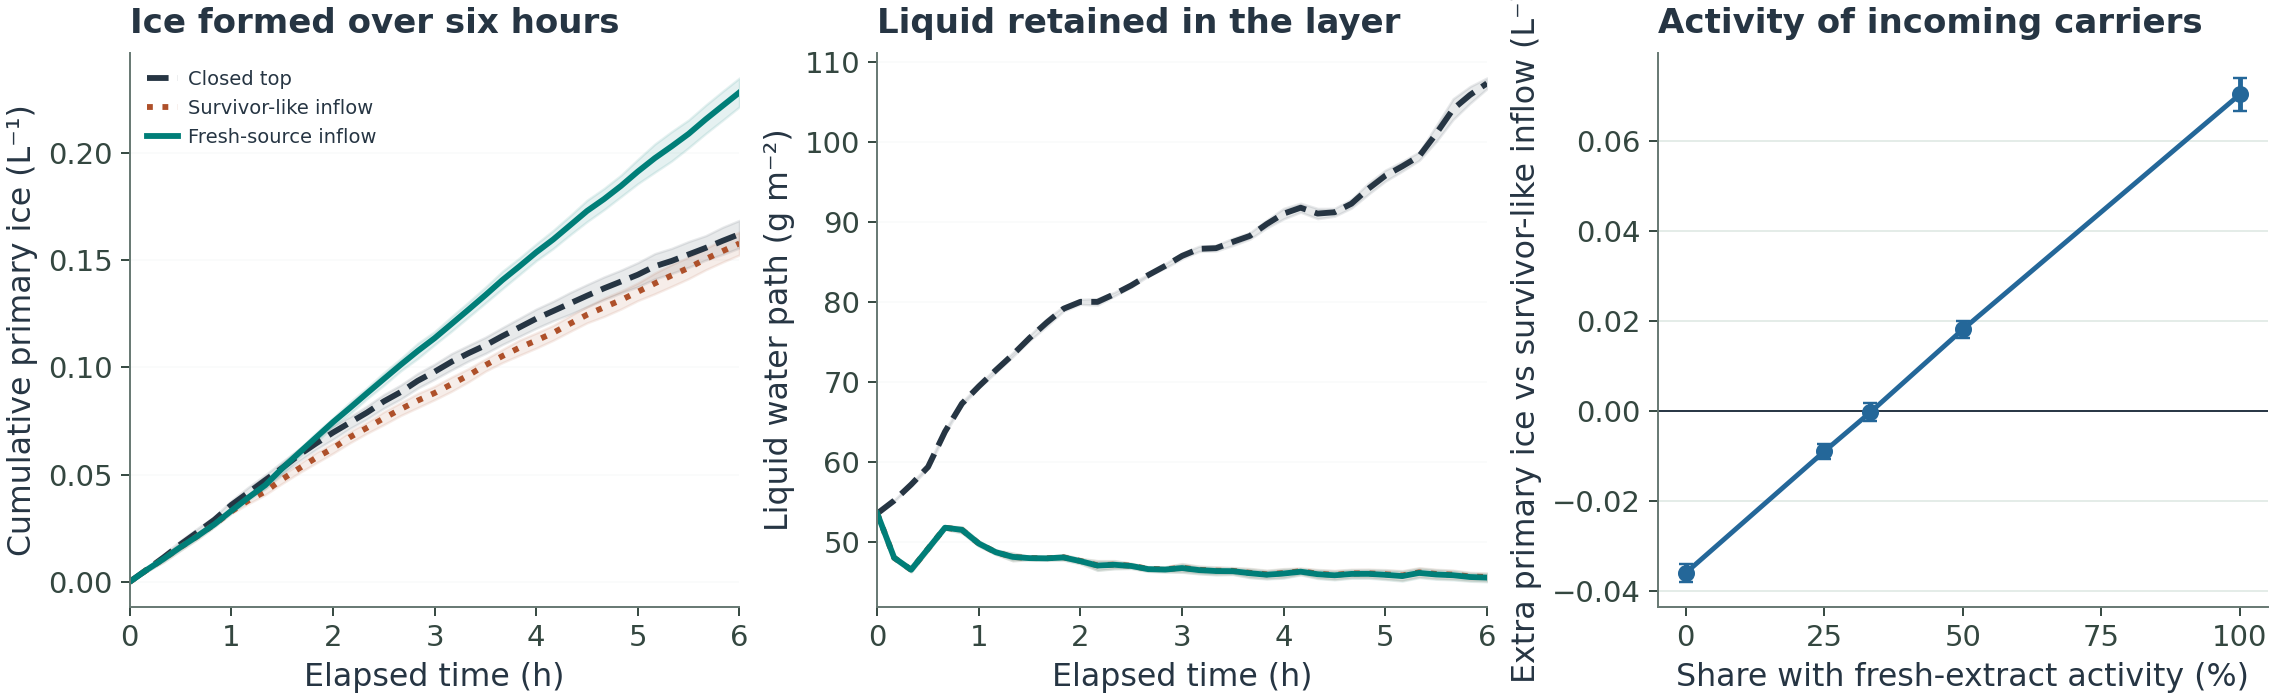 Ice formed over six hours
Cumulative primary ice (L⁻¹)
0.20
0.15
0.10
0.05
0.00
Closed top
Survivor-like inflow
Fresh-source inflow
0 1 2 3 4 5 6
Elapsed time (h)
Liquid retained in the layer
Liquid water path (g m⁻²)
110
100
90
80
70
60
50
0 1 2 3 4 5 6
Elapsed time (h)
Activity of incoming carriers
Extra primary ice vs survivor-like inflow (L⁻
0.06
0.04
0.02
0.00
−0.02
−0.04
0 25 50 75 100
Share with fresh-extract activity (%)